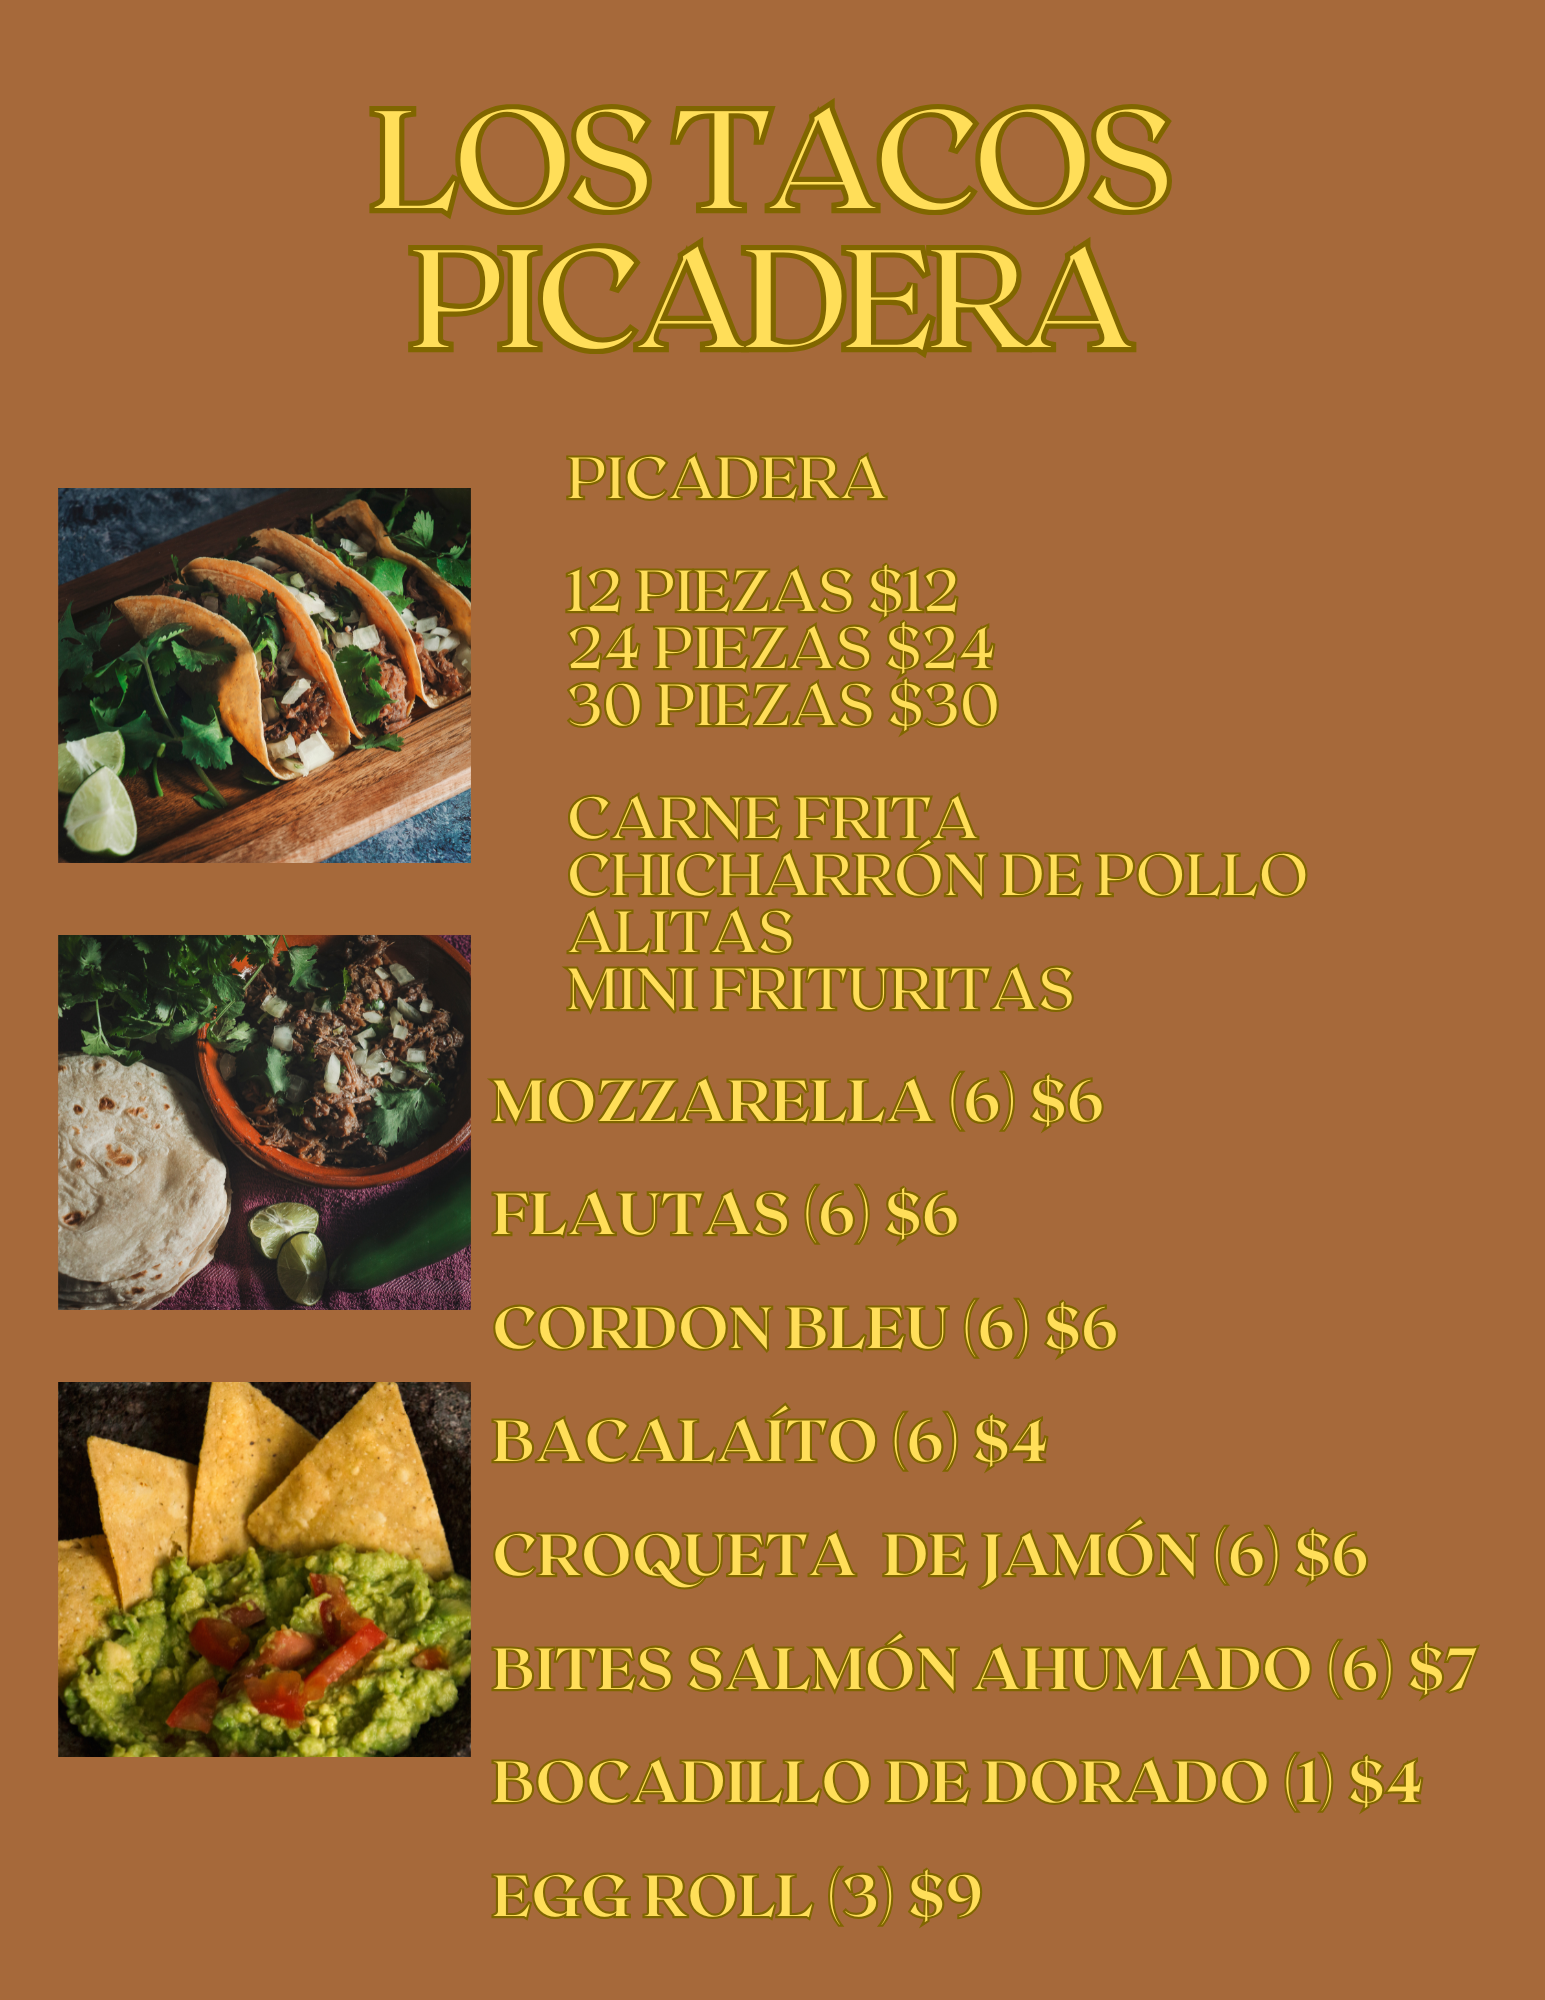 LOS TACOS
PICADERA
PICADERA
12 PIEZAS $12
24 PIEZAS $24
30 PIEZAS $30
CARNE FRITA
CHICHARRÓN DE POLLO
ALITAS
MINI FRITURITAS
MOZZARELLA (6) $6
FLAUTAS (6) $6
CORDON BLEU (6) $6
BACALAÍTO (6) $4
CROQUETA DE JAMÓN (6) $6
BITES SALMÓN AHUMADO (6) $7
BOCADILLO DE DORADO (1) $4
EGG ROLL (3) $9